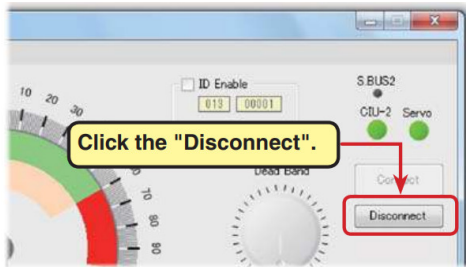 ID Enable
013 00001
S.BUS2
CIU-2 Servo
10 20 30
Click the "Disconnect".
Dead Band
Connect
Disconnect
70
80
90